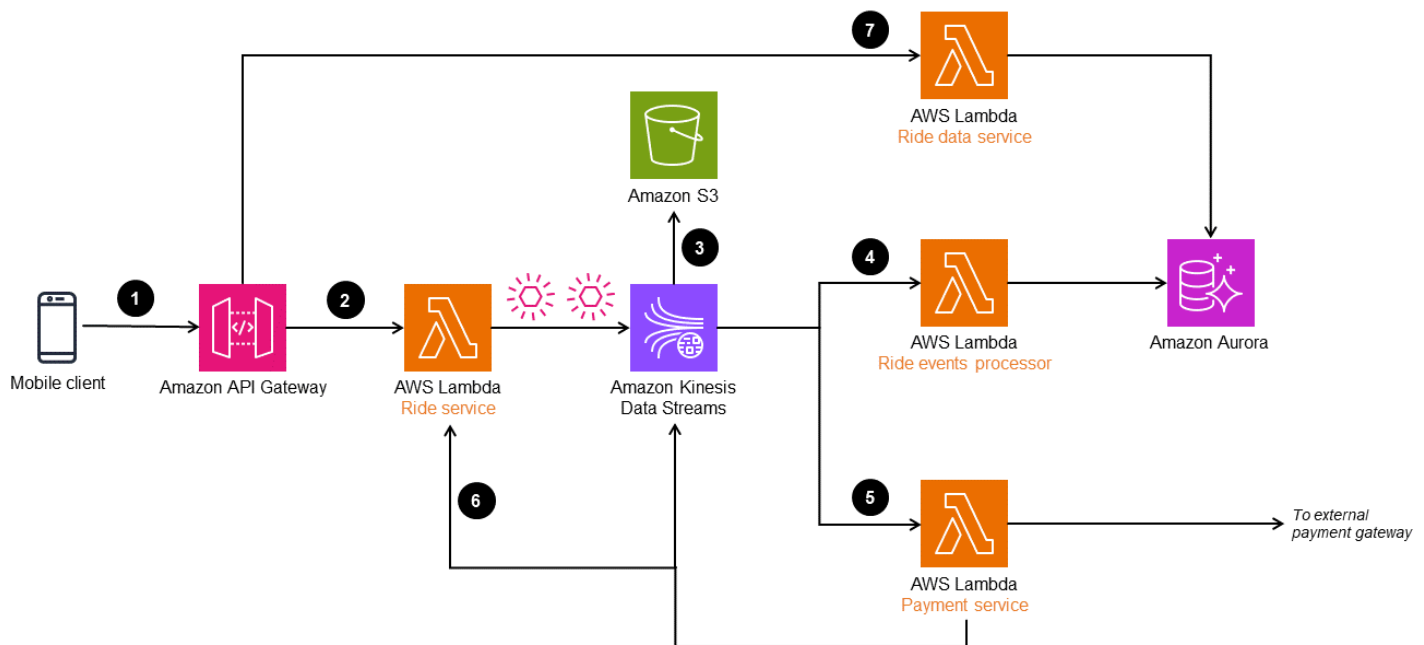 7
AWS Lambda
Ride data service
Amazon S3
3
4
1
2
</>
Mobile client
Amazon API Gateway
AWS Lambda
Ride service
Amazon Kinesis
Data Streams
AWS Lambda
Ride events processor
Amazon Aurora
6
5
To external
payment gateway
AWS Lambda
Payment service